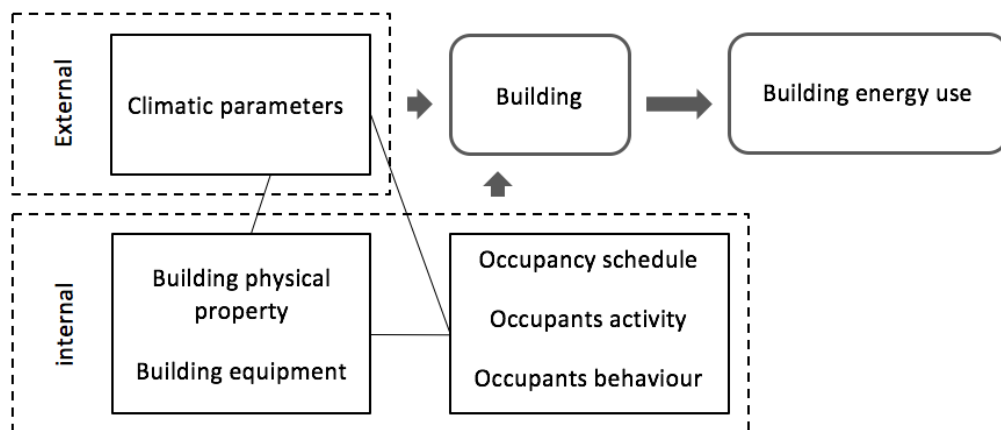 External
Climatic parameters
Building
Building energy use
internal
Building physical
property
Building equipment
Occupancy schedule
Occupants activity
Occupants behaviour